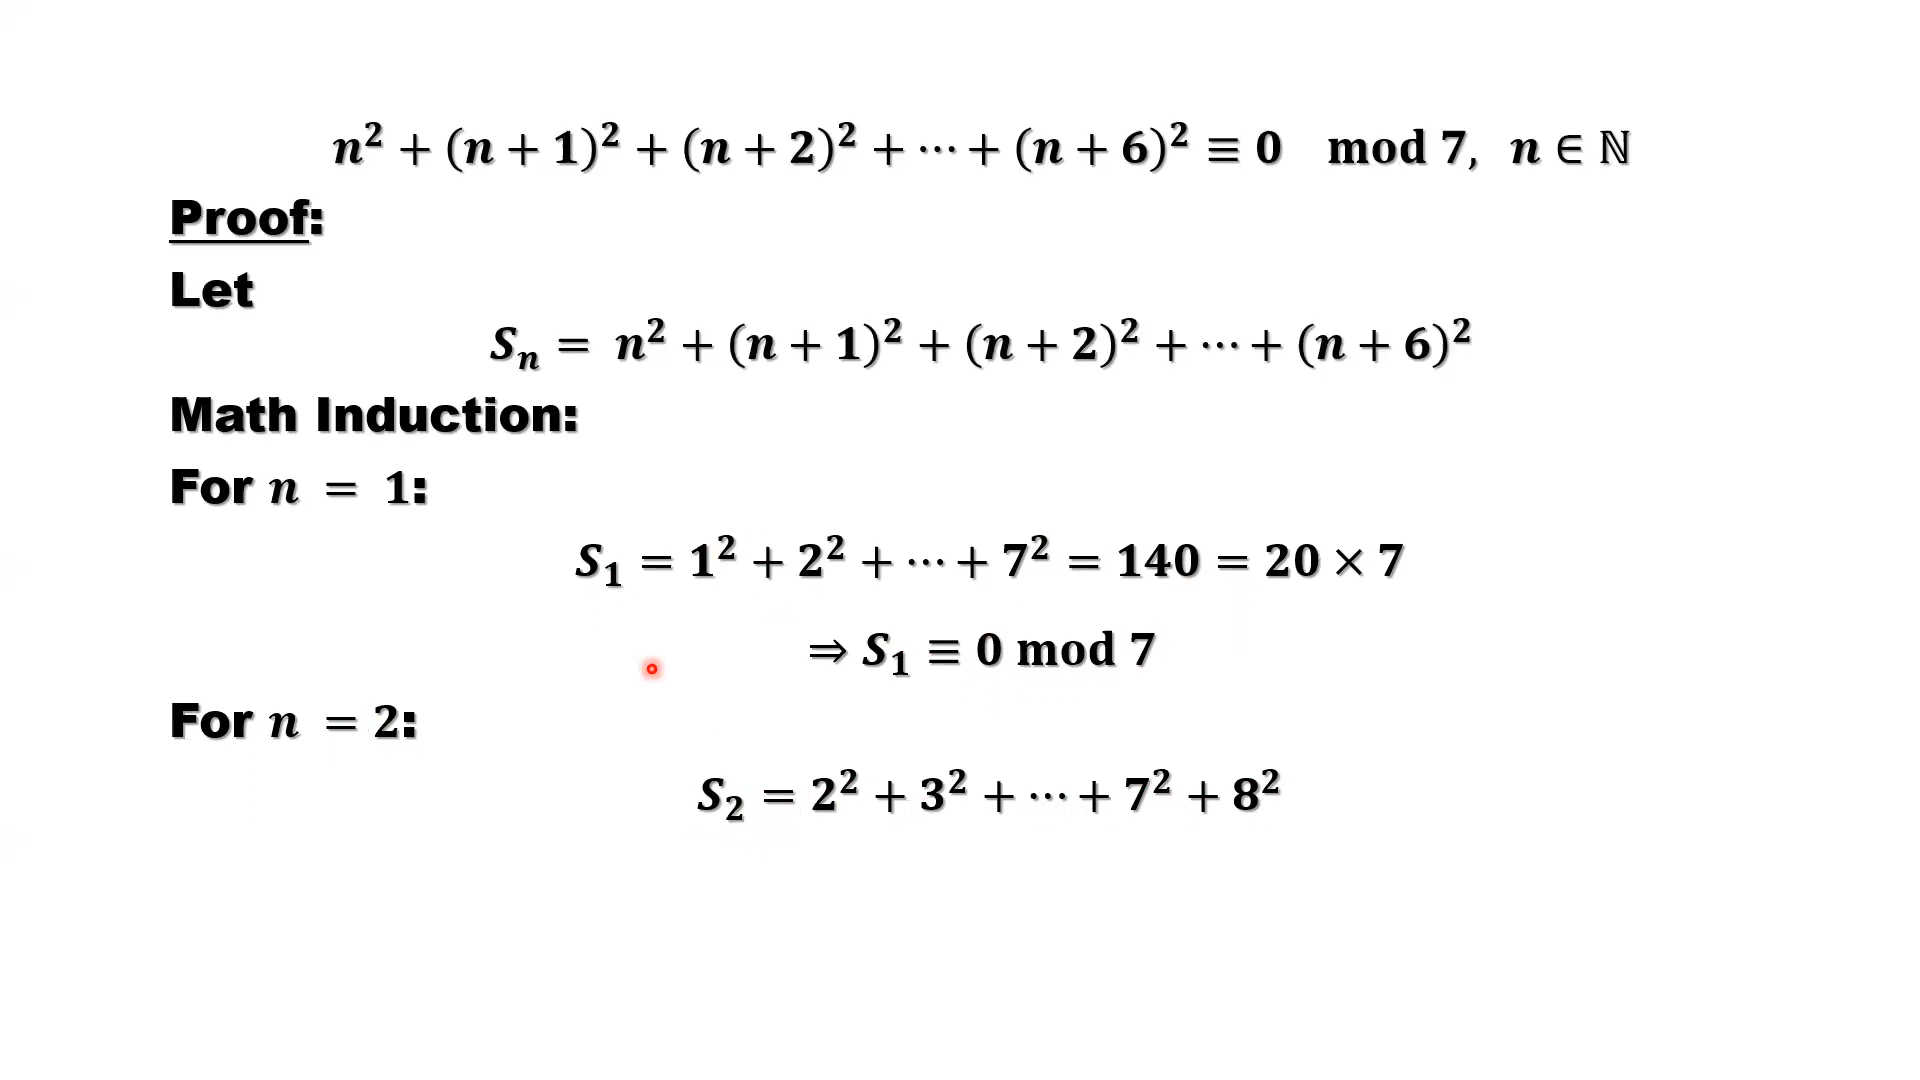 n² + (n + 1)² + (n + 2)² + ⋯ + (n + 6)² ≡ 0 mod 7, n ∈ ℕ
Proof:
Let
Sₙ = n² + (n + 1)² + (n + 2)² + ⋯ + (n + 6)²
Math Induction:
For n = 1:
S₁ = 1² + 2² + ⋯ + 7² = 140 = 20 × 7
⇒ S₁ ≡ 0 mod 7
For n = 2:
S₂ = 2² + 3² + ⋯ + 7² + 8²